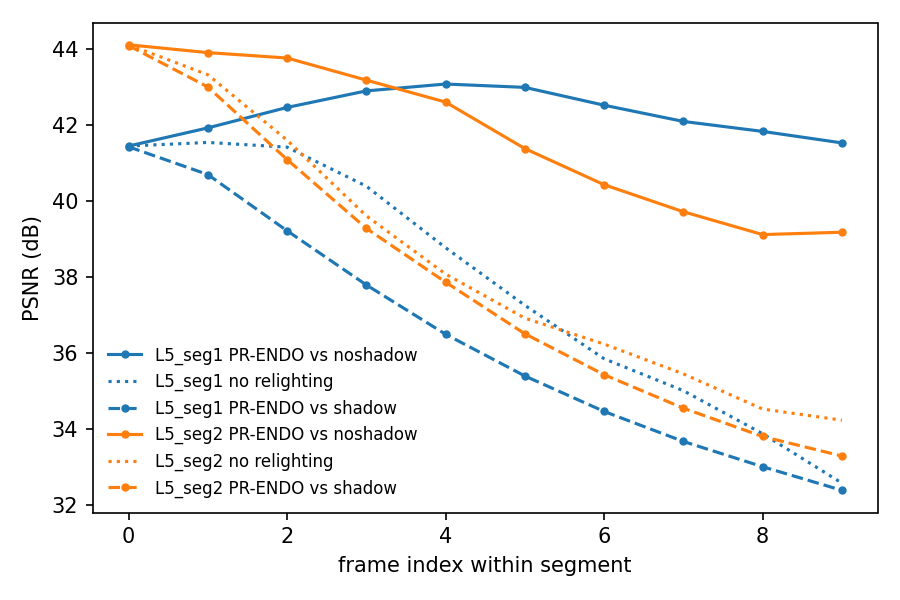 44
42
40
38
36
34
32
PSNR (dB)
L5_seg1 PR-ENDO vs noshadow
L5_seg1 no relighting
L5_seg1 PR-ENDO vs shadow
L5_seg2 PR-ENDO vs noshadow
L5_seg2 no relighting
L5_seg2 PR-ENDO vs shadow
0 2 4 6 8
frame index within segment